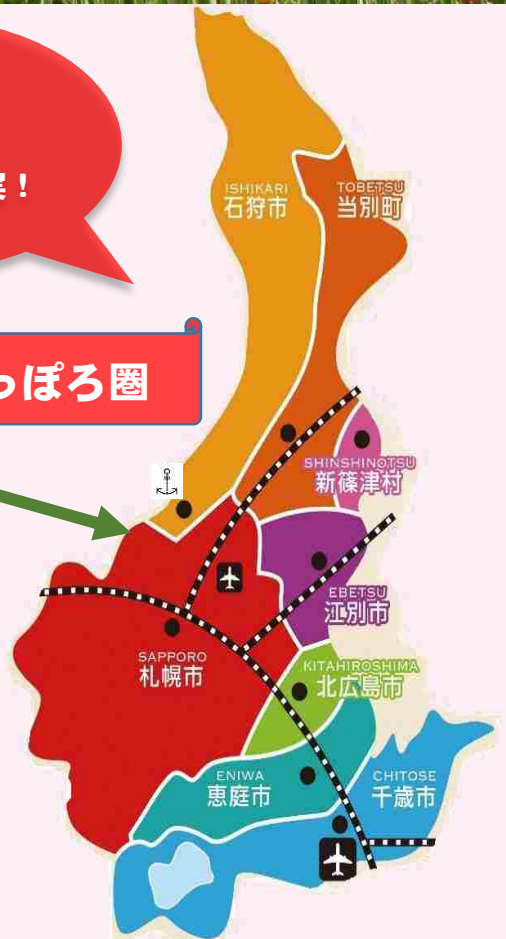 ！
ISHIKARI
石狩市
TOBETSU
当別町
っぽろ圏
SHINSHINOTSU
新篠津村
EBETSU
江別市
SAPPORO
札幌市
KITAHIROSHIMA
北広島市
ENIWA
恵庭市
CHITOSE
千歳市